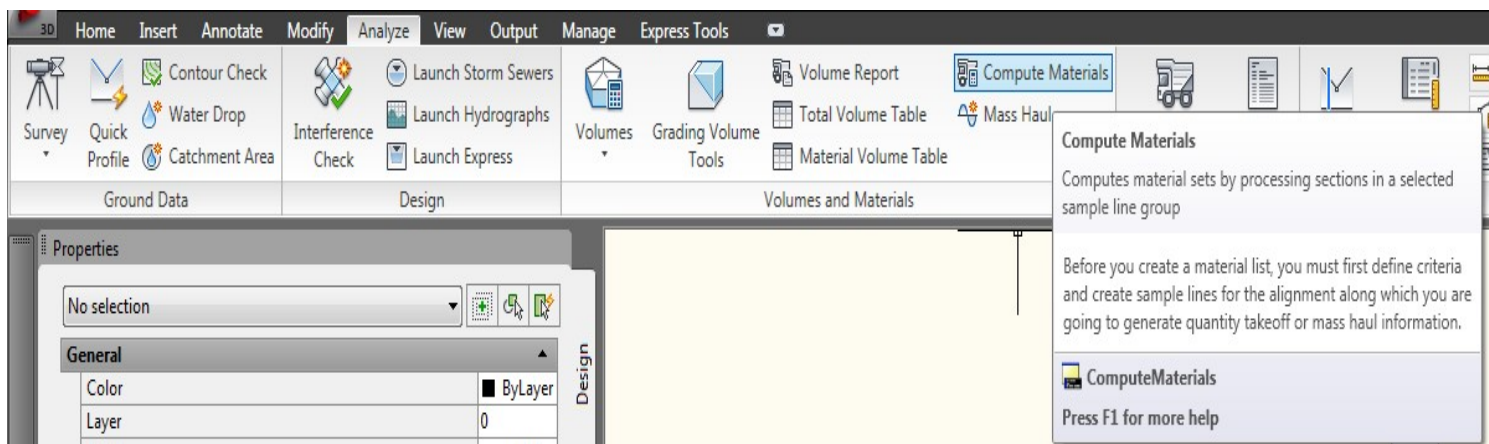 3D
Home Insert Annotate Modify Analyze View Output Manage Express Tools
Survey
Quick
Profile
Contour Check
Water Drop
Catchment Area
Ground Data
Interference
Check
Launch Storm Sewers
Launch Hydrographs
Launch Express
Design
Volumes
Grading Volume
Tools
Volume Report
Total Volume Table
Material Volume Table
Compute Materials
Mass Haul
Volumes and Materials
Compute Materials
Computes material sets by processing sections in a selected
sample line group
Before you create a material list, you must first define criteria
and create sample lines for the alignment along which you are
going to generate quantity takeoff or mass haul information.
ComputeMaterials
Press F1 for more help
Properties
No selection
General
Color ByLayer
Layer 0
Design